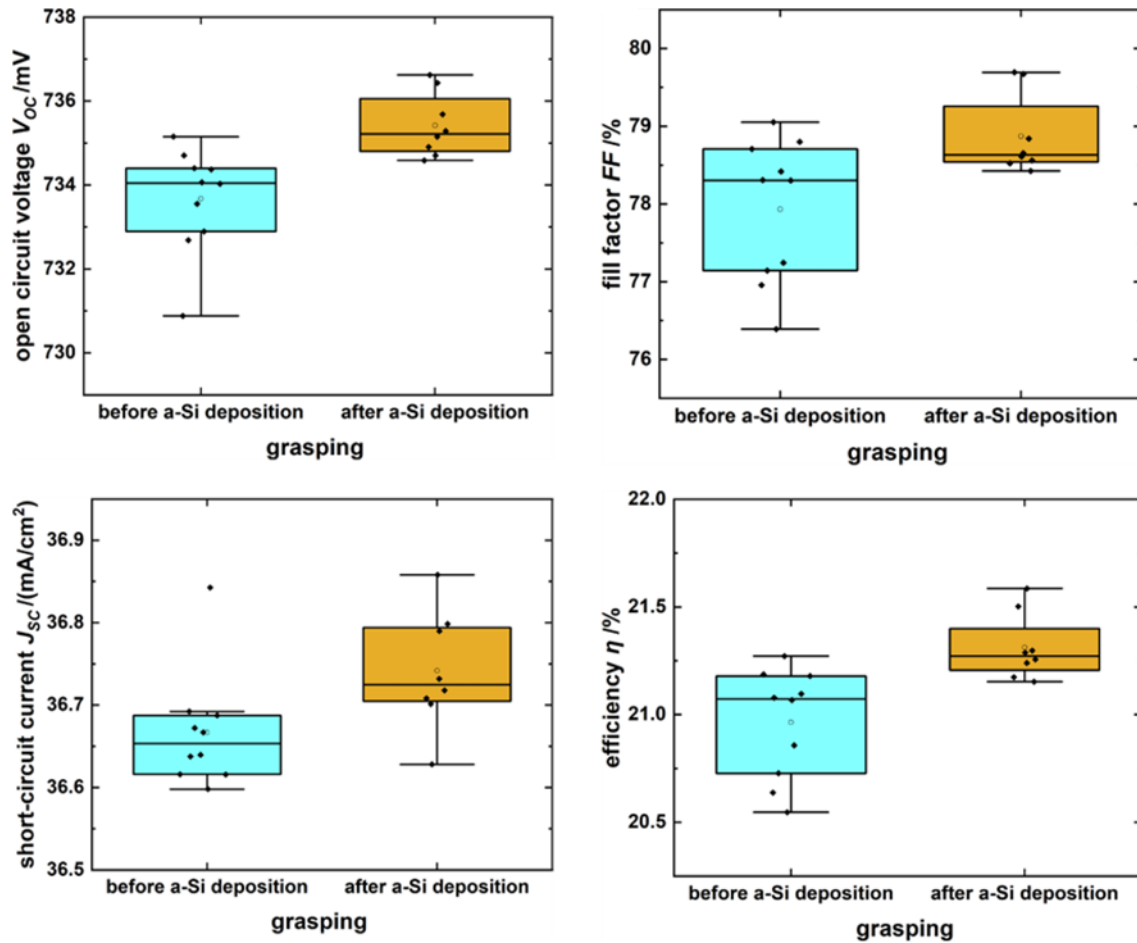 738
736
734
732
730
open circuit voltage VOC /mV
before a-Si deposition after a-Si deposition
grasping
80
79
78
77
76
fill factor FF /%
before a-Si deposition after a-Si deposition
grasping
36.9
36.8
36.7
36.6
36.5
short-circuit current JSC /(mA/cm²)
before a-Si deposition after a-Si deposition
grasping
22.0
21.5
21.0
20.5
efficiency η /%
before a-Si deposition after a-Si deposition
grasping